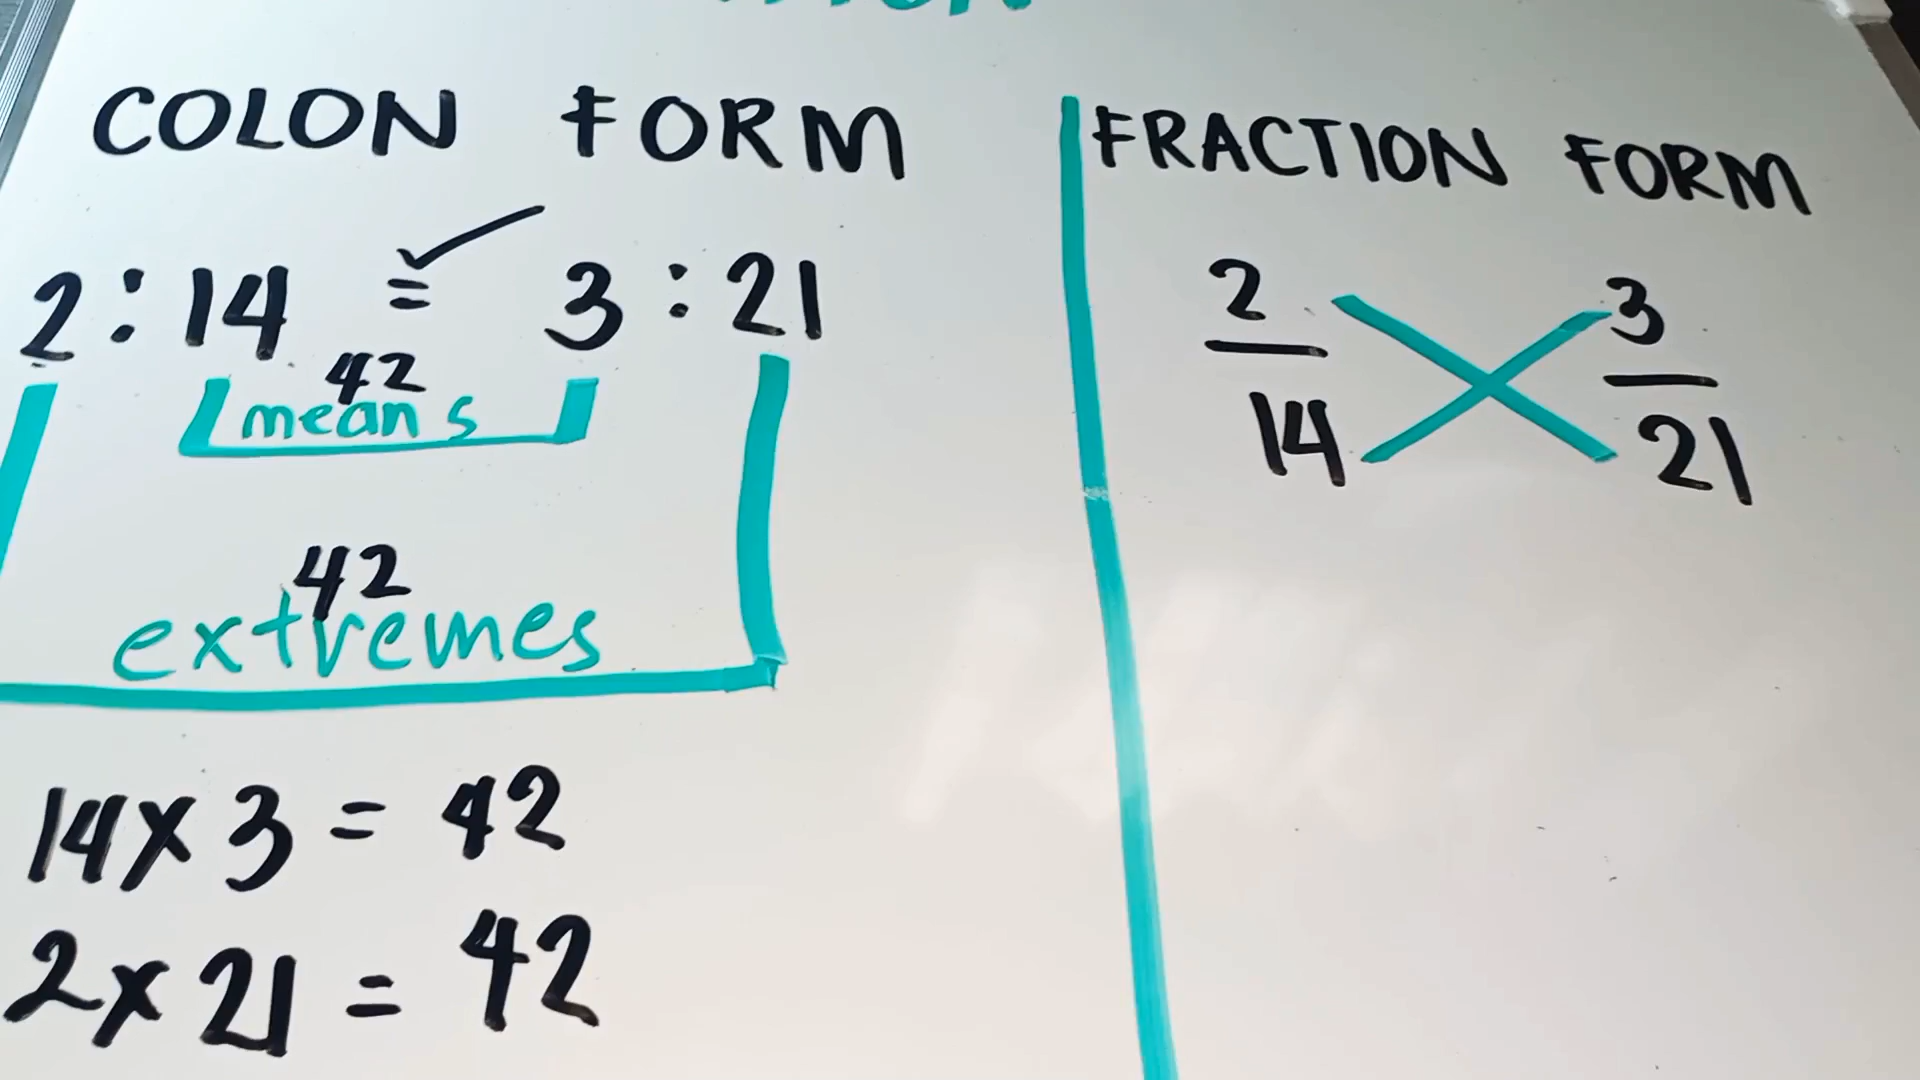 COLON FORM
2 : 14 = 3 : 21
42
means
42
extremes
14 x 3 = 42
2 x 21 = 42
FRACTION FORM
2 3
14 21